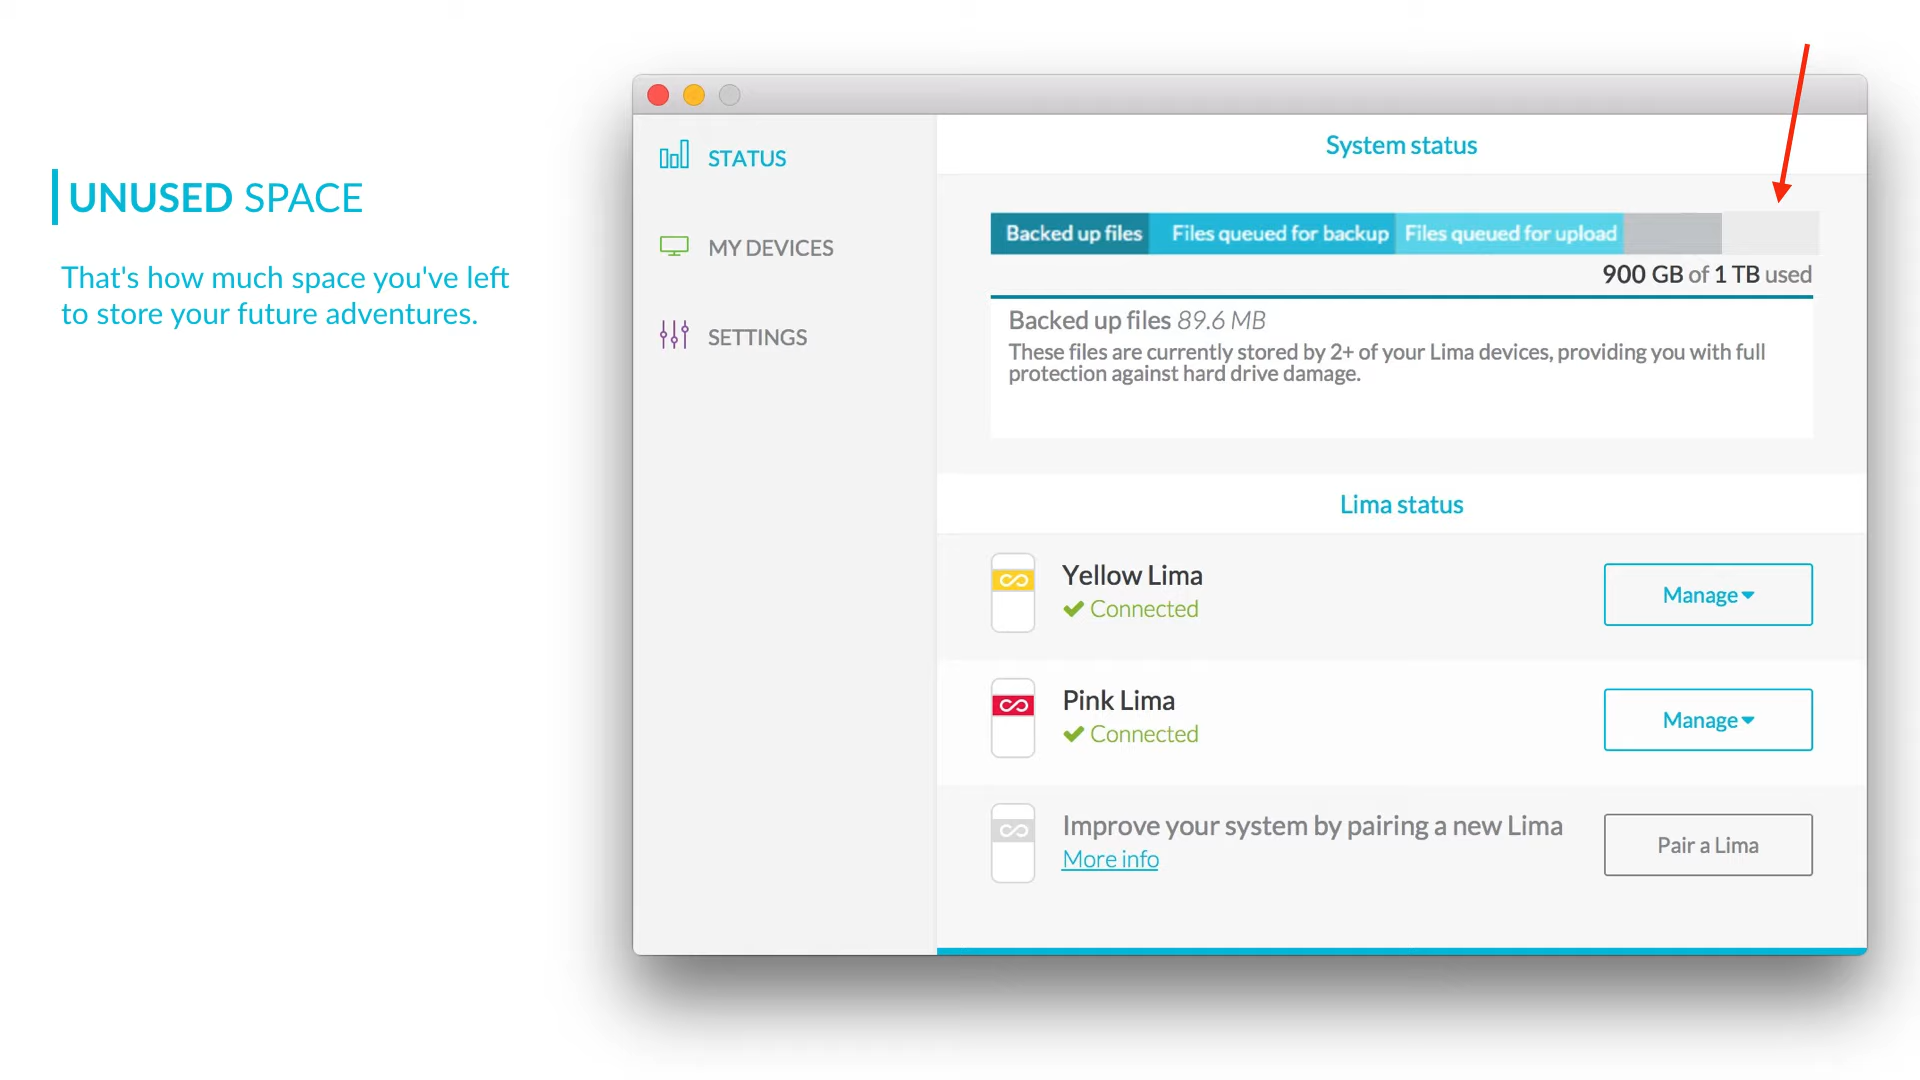 UNUSED SPACE
That's how much space you've left
to store your future adventures.
STATUS
MY DEVICES
SETTINGS
System status
Backed up files Files queued for backup Files queued for upload
900 GB of 1 TB used
Backed up files 89.6 MB
These files are currently stored by 2+ of your Lima devices, providing you with full
protection against hard drive damage.
Lima status
Yellow Lima
Connected
Manage
Pink Lima
Connected
Manage
Improve your system by pairing a new Lima
More info
Pair a Lima